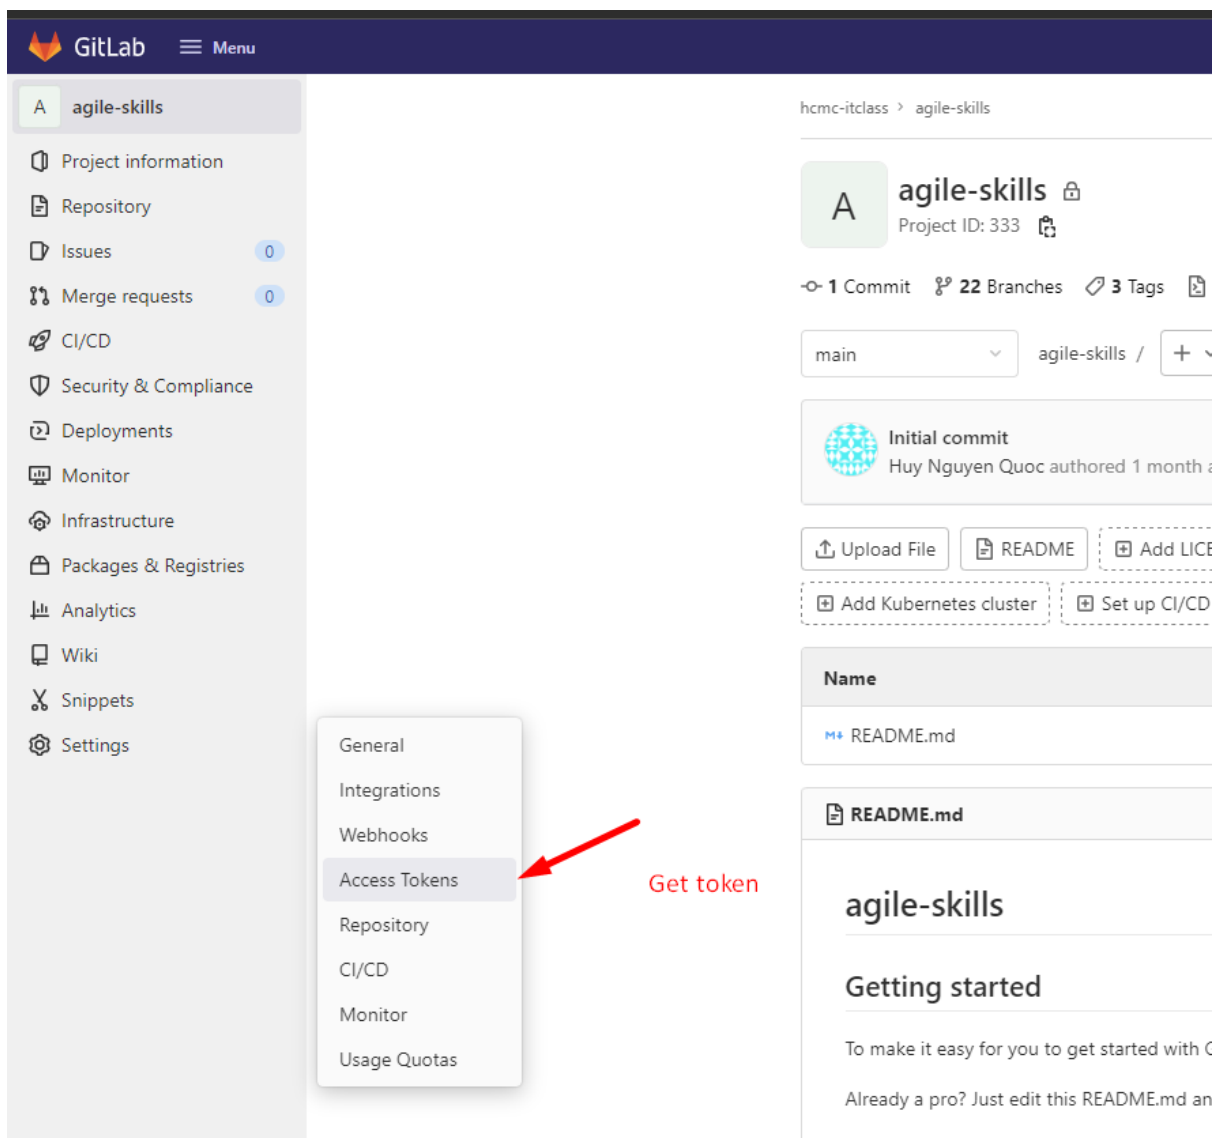 GitLab Menu
A agile-skills
Project information
Repository
Issues 0
Merge requests 0
CI/CD
Security & Compliance
Deployments
Monitor
Infrastructure
Packages & Registries
Analytics
Wiki
Snippets
Settings
General
Integrations
Webhooks
Access Tokens
Repository
CI/CD
Monitor
Usage Quotas
Get token
hcmc-itclass > agile-skills
A
agile-skills
Project ID: 333
1 Commit 22 Branches 3 Tags
main agile-skills / +
Initial commit
Huy Nguyen Quoc authored 1 month
Upload File README Add LICE
Add Kubernetes cluster Set up CI/CD
Name
README.md
README.md
agile-skills
Getting started
To make it easy for you to get started with
Already a pro? Just edit this README.md an